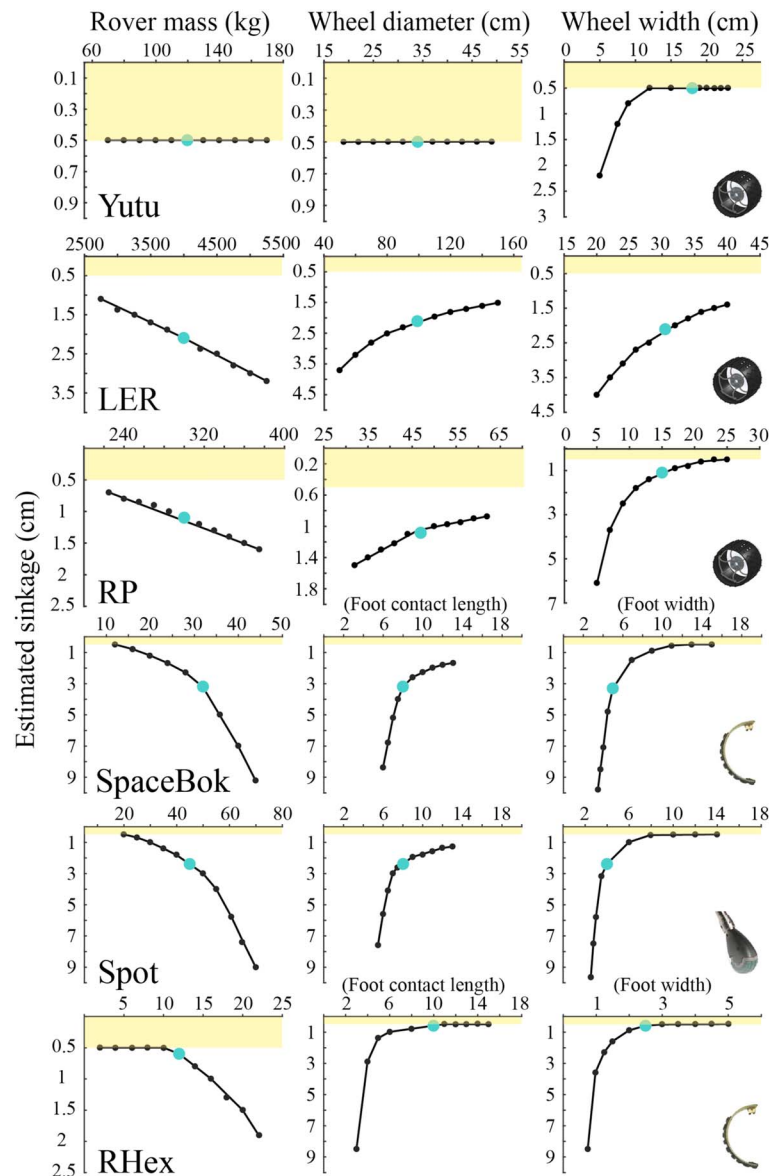 Rover mass (kg) Wheel diameter (cm) Wheel width (cm)
60 90 120 150 180 15 25 35 45 55 0 5 10 15 20
0.1 0.1 0.5
0.3 0.3 1
0.5 0.5 1.5
0.7 0.7 2
0.9 0.9 2.5
3
Yutu
2500 3500 4500 5500 40 80 120 160 15 20 25 30 35 40 45
0.5 0.5 0.5
1.5 1.5 1.5
2.5 2.5 2.5
3.5 3.5 3.5
4.5 4.5
LER
240 320 400 25 35 45 55 65 0 5 10 15 20 25 30
0.5 0.2 1
1 0.6 3
1.5 1 5
2 1.4 7
2.5 1.8
RP
(Foot contact length) (Foot width)
Estimated sinkage (cm)
10 20 30 40 50 2 6 10 14 18 2 6 10 14 18
1 1 1
3 3 3
5 5 5
7 7 7
9 9 9
SpaceBok
20 40 60 80 2 6 10 14 18 2 6 10 14 18
1 1 1
3 3 3
5 5 5
7 7 7
9 9 9
Spot
(Foot contact length) (Foot width)
5 10 15 20 25 2 6 10 14 18 1 3 5
0.5 1 1
1 3 3
1.5 5 5
2 7 7
2.5 9 9
RHex